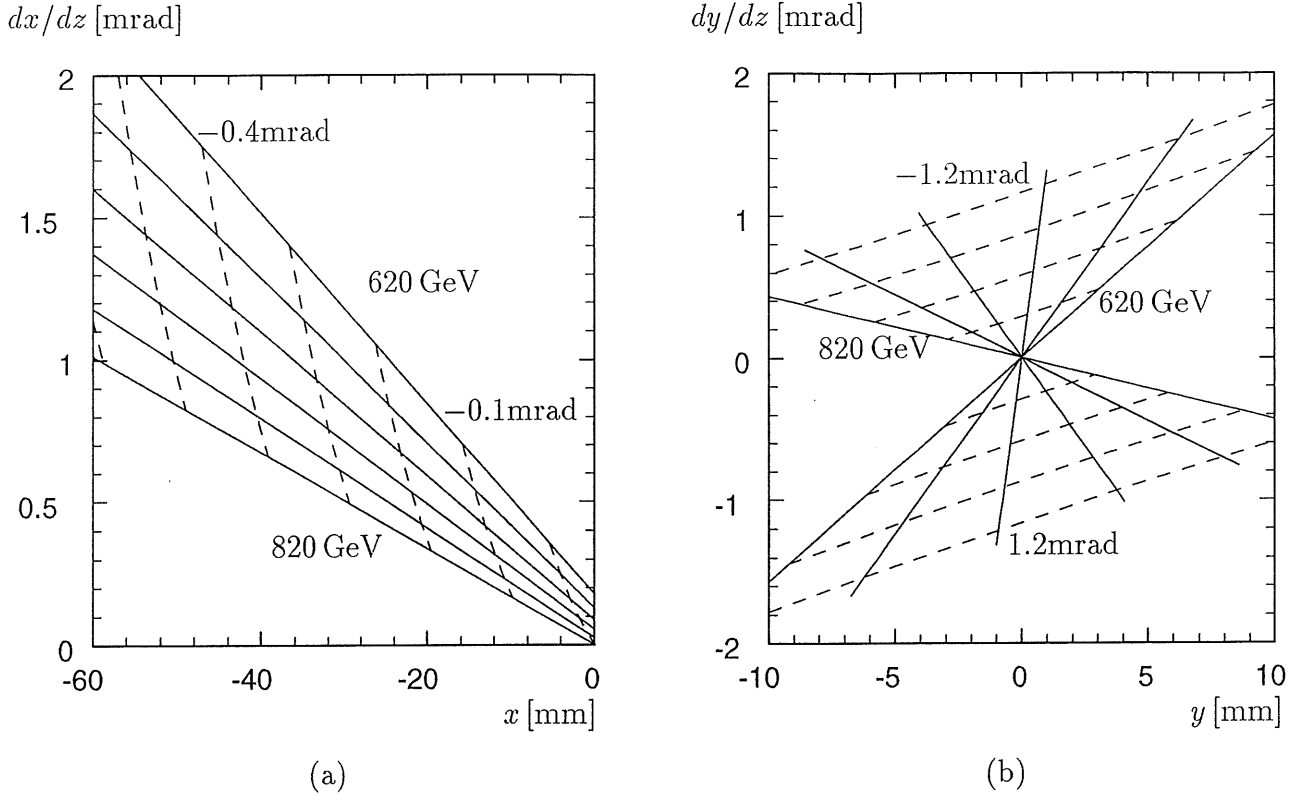 dx/dz [mrad]
2
1.5
1
0.5
0
-60
-40
-20
0
x [mm]
−0.4mrad
620 GeV
−0.1mrad
820 GeV
(a)
dy/dz [mrad]
2
1
0
-1
-2
-10
-5
0
5
10
y [mm]
−1.2mrad
620 GeV
820 GeV
1.2mrad
(b)